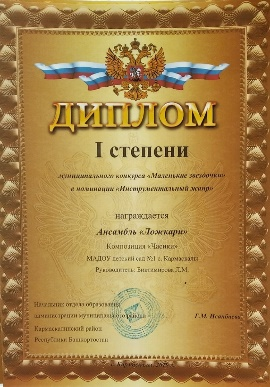 ДИПЛОМ
I степени
муниципального конкурса «Маленькие звездочки»
в номинации «Инструментальный жанр»
награждается
Ансамбль «Ложкари»
Композиция «Часики»
МАДОУ детский сад №1 с. Кармаскалы
Руководитель: Л.М.
Начальник отдела образования
администрации муниципального района
Кармаскалинский район
Республики Башкортостан
Г.М.